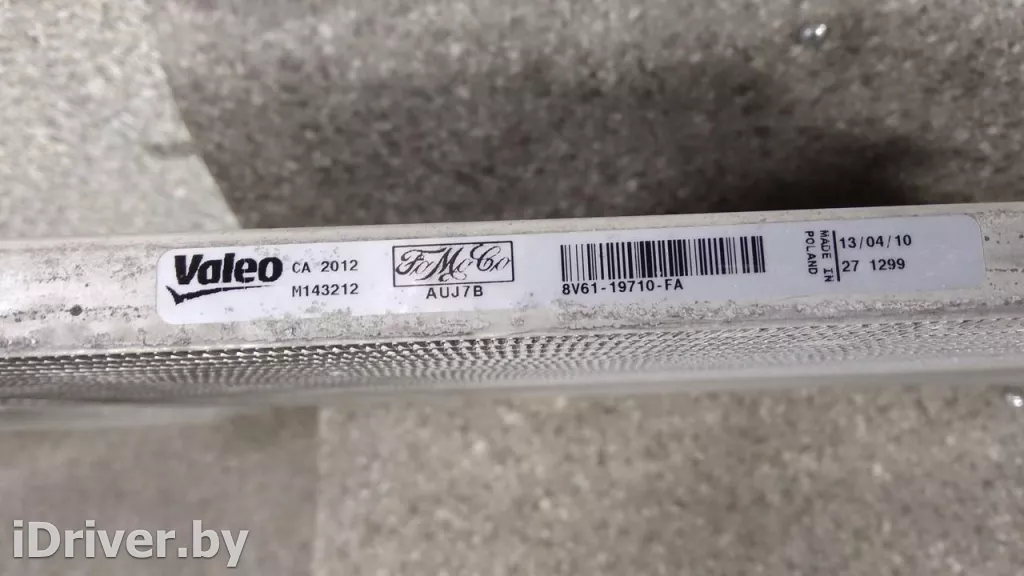 Valeo
CA 2012
M143212
FoMoCo
AUJ7B
8V61-19710-FA
MADE IN
POLAND
13/04/10
27 1299
iDriver.by